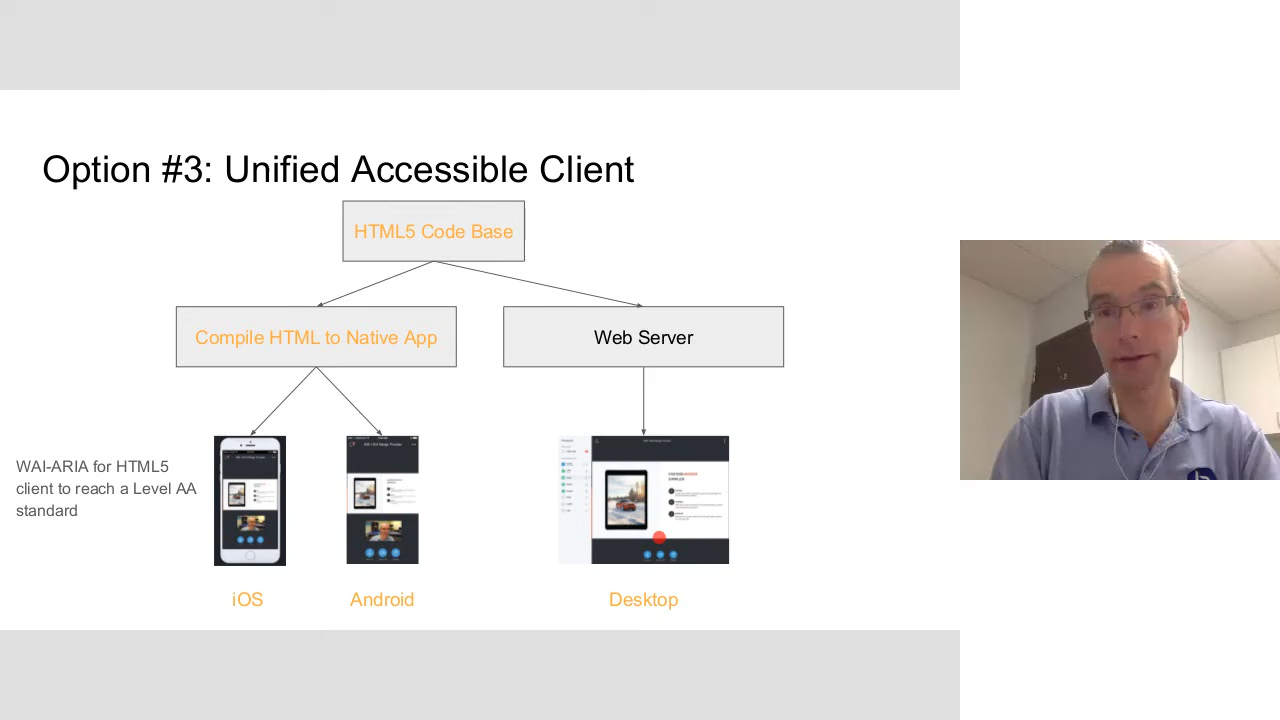 Option #3: Unified Accessible Client
HTML5 Code Base
Compile HTML to Native App
Web Server
WAI-ARIA for HTML5
client to reach a Level AA
standard
iOS
Android
Desktop